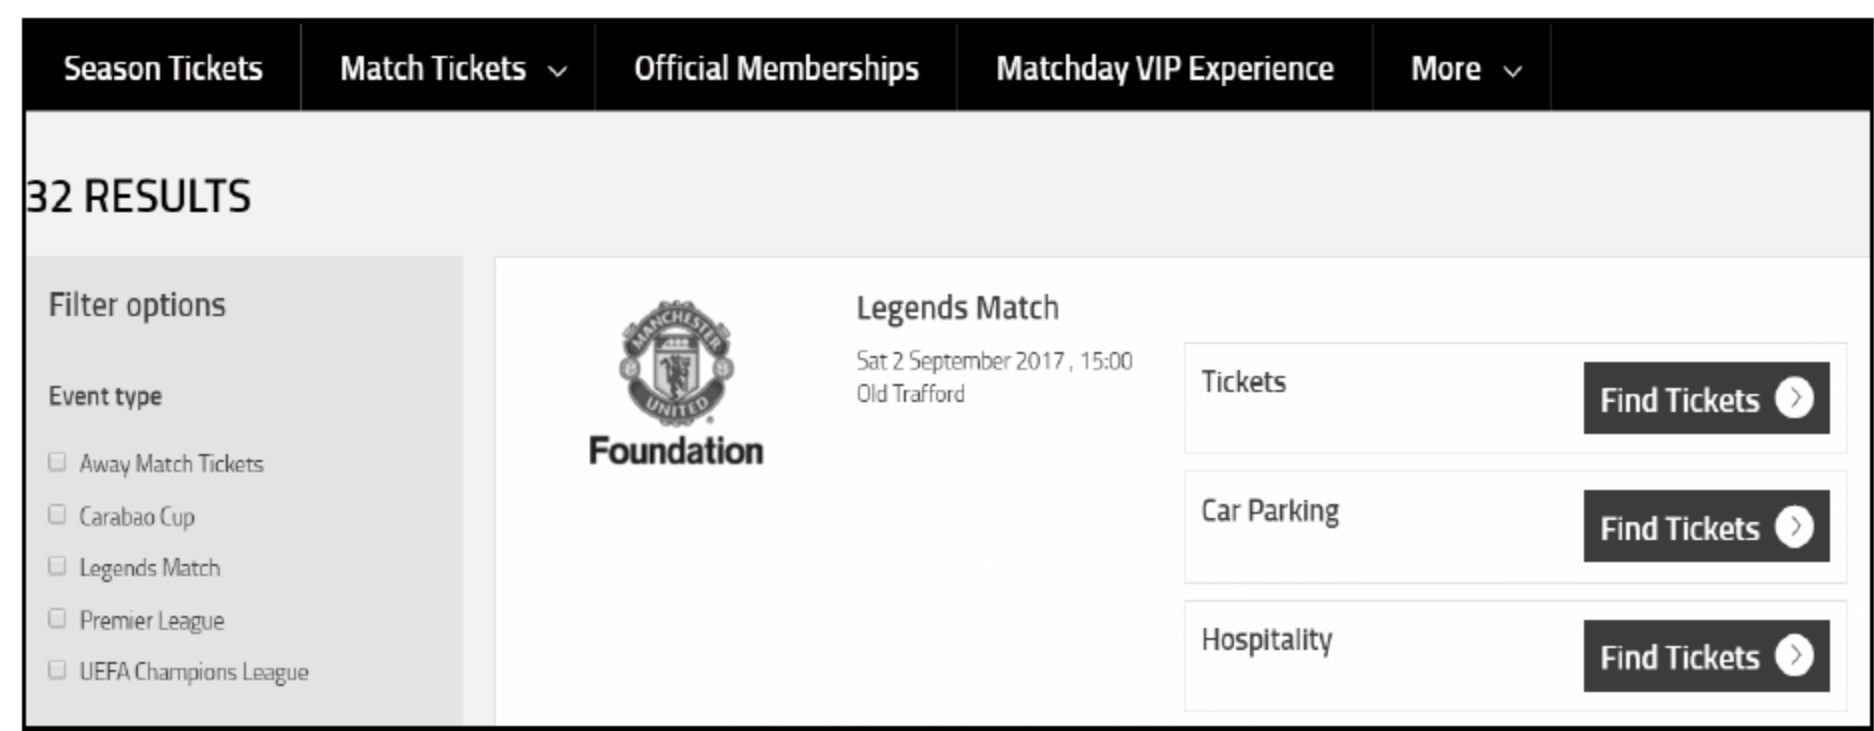 Season Tickets
Match Tickets
Official Memberships
Matchday VIP Experience
More
32 RESULTS
Filter options
Event type
Away Match Tickets
Carabao Cup
Legends Match
Premier League
UEFA Champions League
MANCHESTER
UNITED
Foundation
Legends Match
Sat 2 September 2017, 15:00
Old Trafford
Tickets
Find Tickets
Car Parking
Find Tickets
Hospitality
Find Tickets